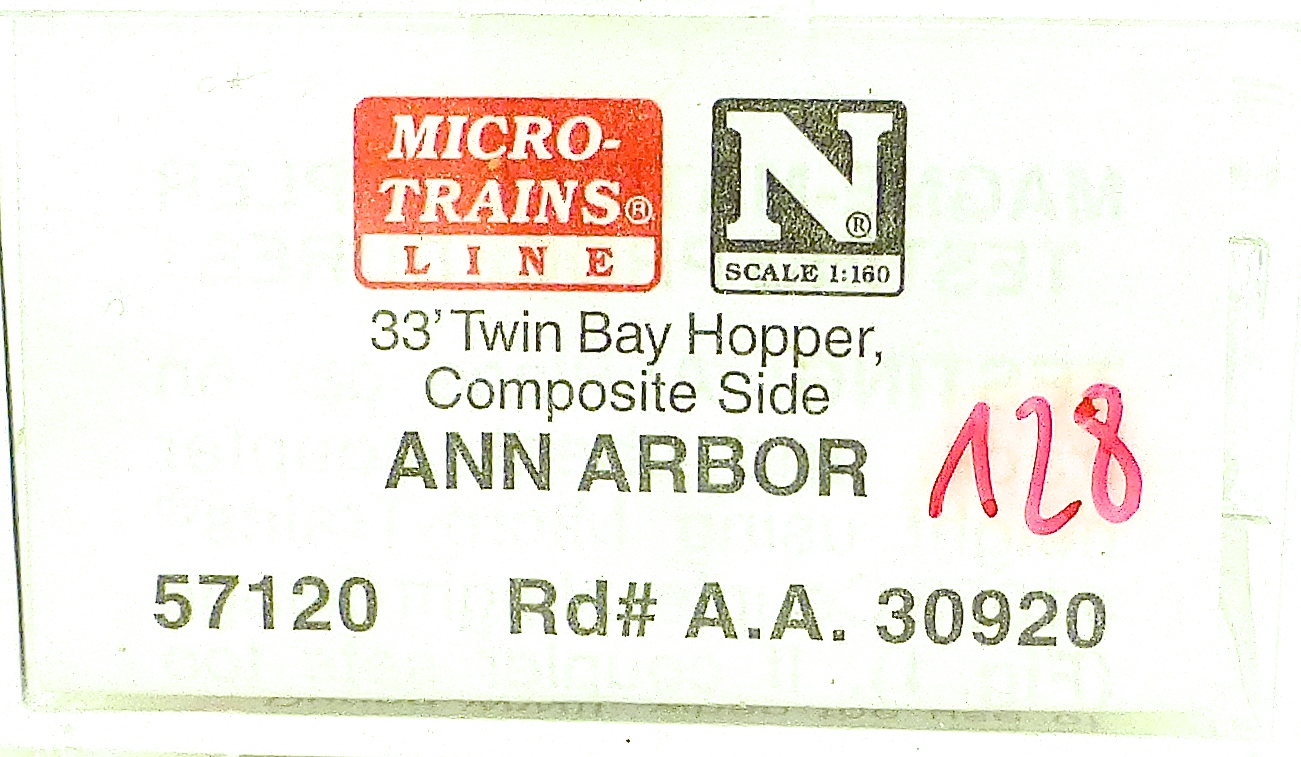 MICRO-
TRAINS®
LINE
N®
SCALE 1:160
33' Twin Bay Hopper,
Composite Side
ANN ARBOR
128
57120 Rd# A.A. 30920